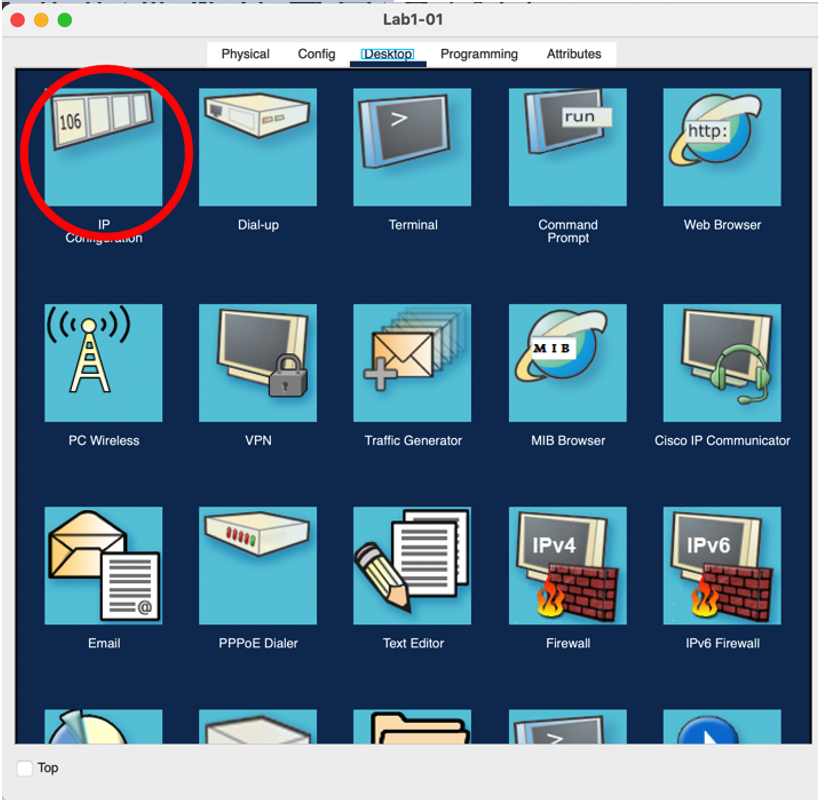 Lab1-01
Physical Config Desktop Programming Attributes
106
>
run
http:
IP
Configuration
Dial-up
Terminal
Command
Prompt
Web Browser
MIB
PC Wireless
VPN
Traffic Generator
MIB Browser
Cisco IP Communicator
@
IPv4
IPv6
Email
PPPoE Dialer
Text Editor
Firewall
IPv6 Firewall
>
Top